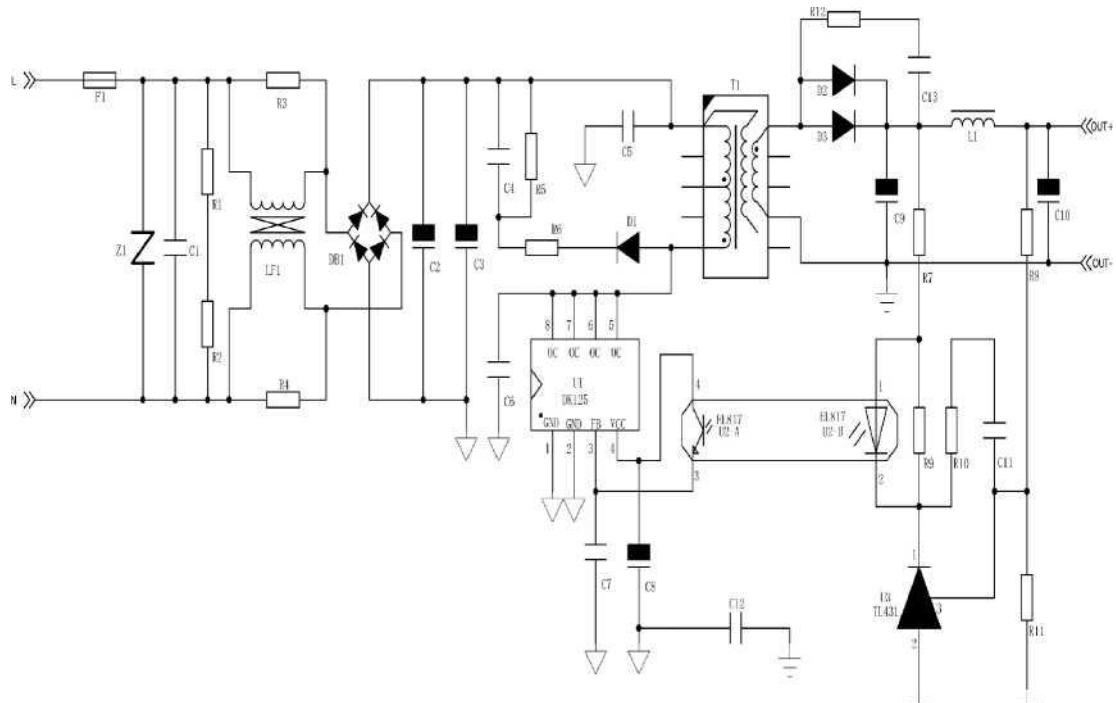 L
F1
R3
R1
Z1
C1
LF1
DB1
R2
R4
N
C2
C3
C4
R5
R6
D1
C5
T1
R12
D2
D3
C13
L1
OUT+
C9
R7
R8
C10
OUT-
8 7 6 5
OC OC OC OC
U1
DK125
GND GND FB VCC
1 2 3 4
C6
C7
C8
C12
4
EL817
U2-A
3
1
EL817
U2-B
2
R9
R10
C11
1
U3
TL431
3
2
R11